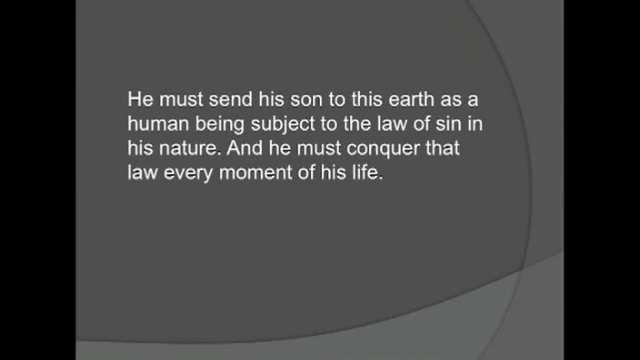 He must send his son to this earth as a
human being subject to the law of sin in
his nature. And he must conquer that
law every moment of his life.